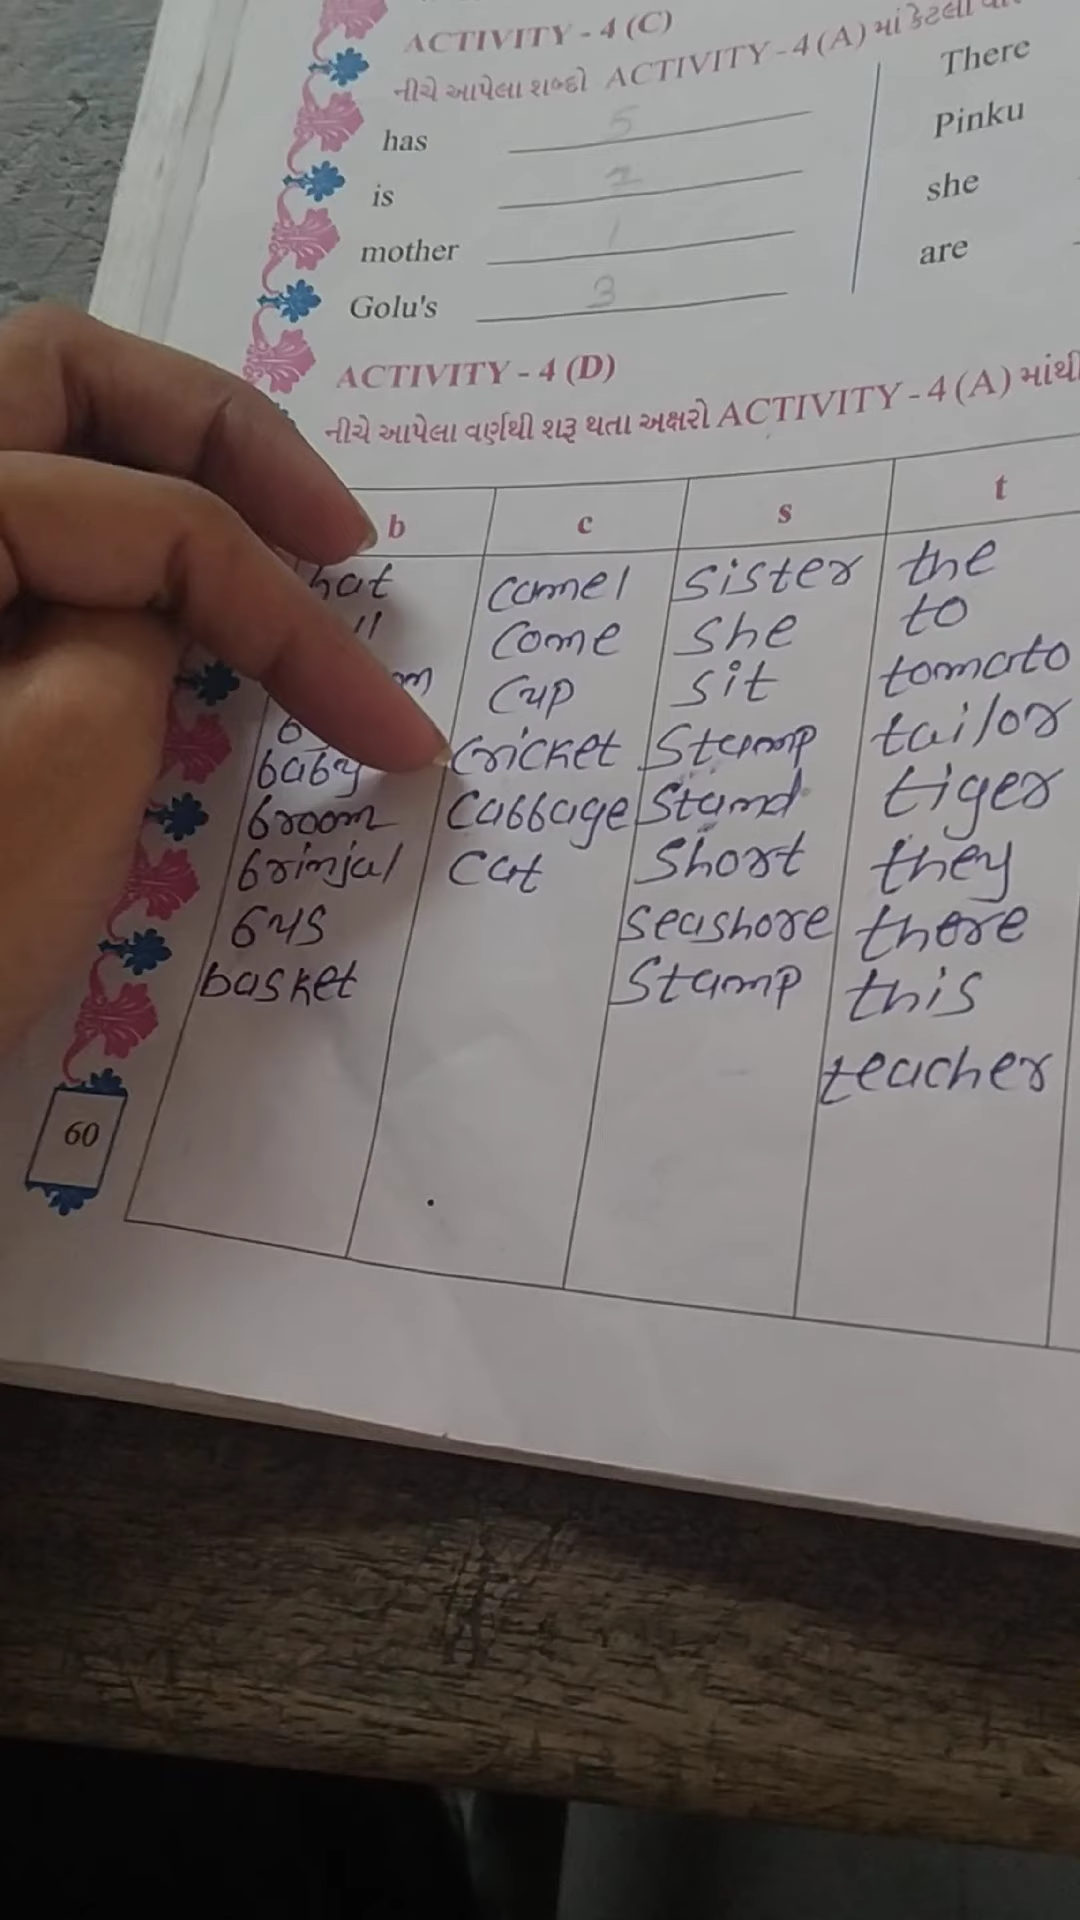 ACTIVITY - 4 (C)
નીચે આપેલા શબ્દો ACTIVITY - 4 (A) માં કેટલી
has 5 There
is 2 Pinku
mother 1 she
Golu's 3 are
ACTIVITY - 4 (D)
નીચે આપેલા વર્ણથી શરૂ થતા અક્ષરો ACTIVITY - 4 (A) માંથી
b c s t
camel sister the
come she to
cup sit tomato
baby cricket stamp tailor
broom cabbage stand tiger
brinjal cat short they
bus seashore there
basket stamp this
teacher
60